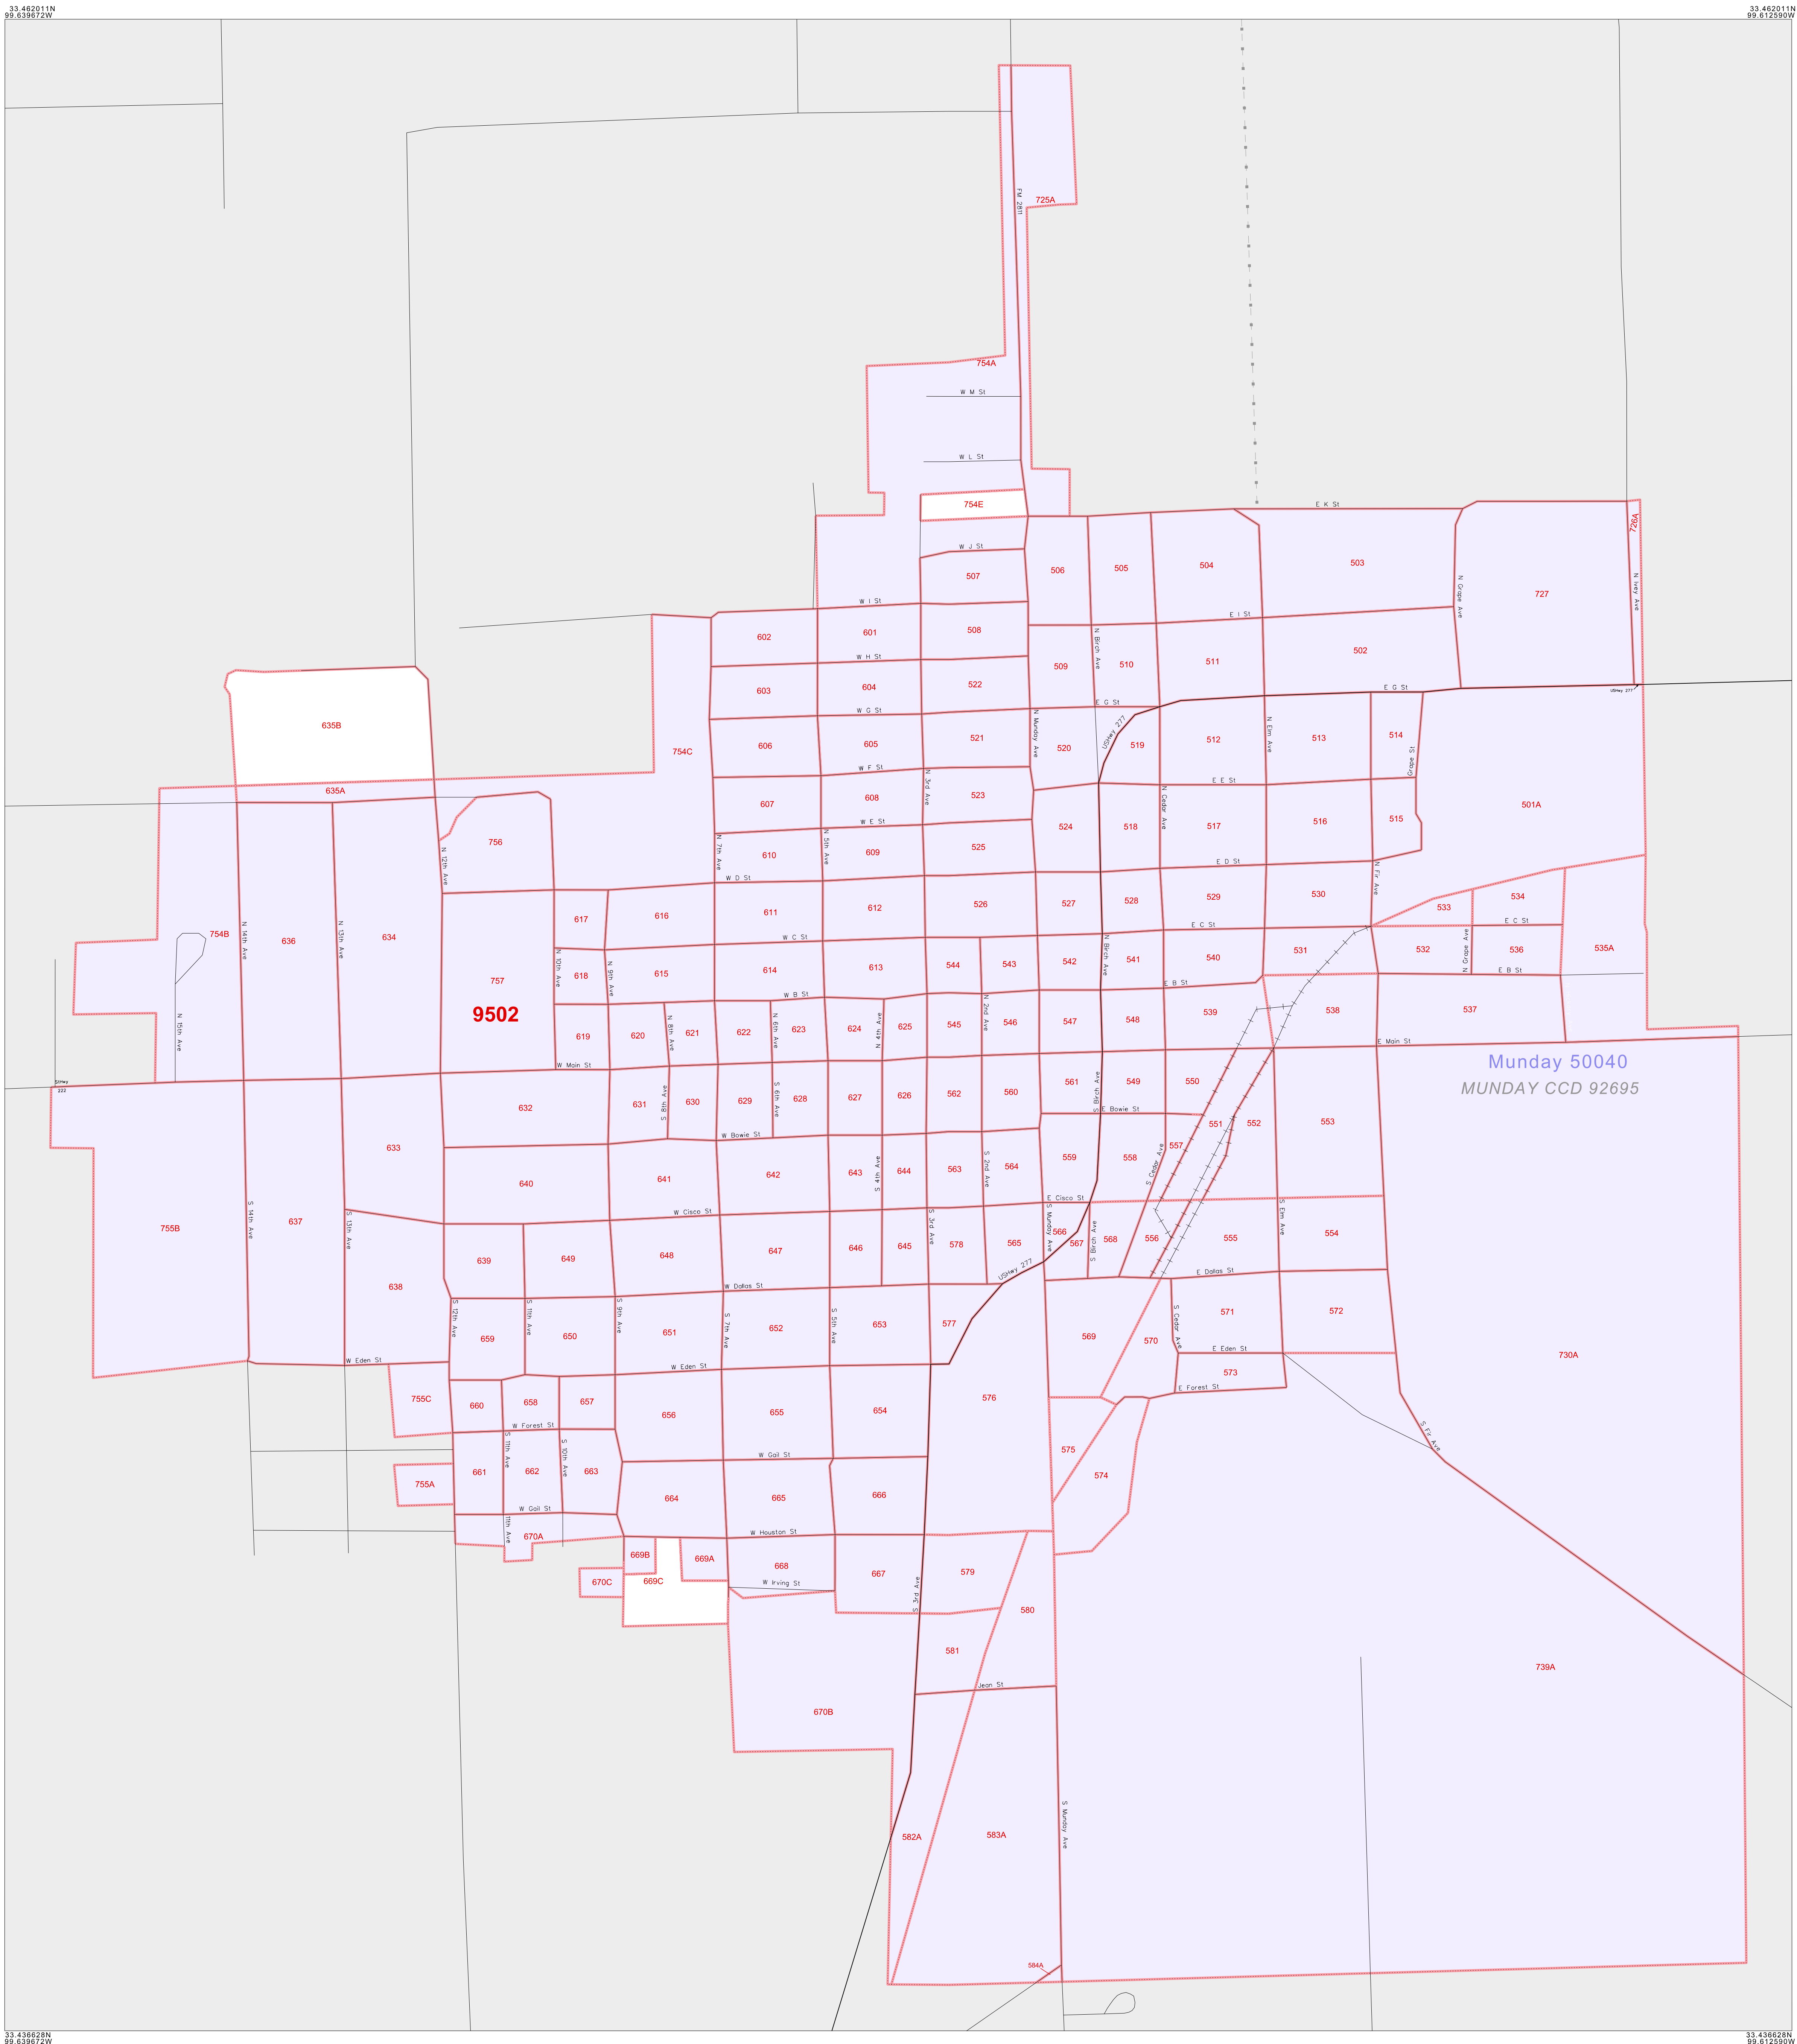 33.462011N
99.639672W
33.462011N
99.612590W
FM 2811
725A
754A
W M St
W L St
754E
E K St
726A
W J St
507
506
505
504
503
N Grape Ave
727
N Ivey Ave
W I St
E I St
602
601
508
N Birch Ave
509
510
511
502
W H St
603
604
522
635B
USHwy 277
E G St
E G St
W G St
754C
606
605
521
N Munday Ave
520
USHwy 277
519
512
N Elm Ave
513
514
Grape St
W F St
E E St
635A
607
608
N 3rd Ave
523
501A
N Cedar Ave
524
518
517
516
515
W E St
756
N 12th Ave
N 7th Ave
610
N 5th Ave
609
525
E D St
N Fir Ave
W D St
617
616
611
612
526
527
528
529
530
533
534
E C St
E C St
754B
N 14th Ave
636
N 13th Ave
634
W C St
N Birch Ave
531
532
N Grape Ave
536
535A
757
N 10th Ave
618
N 9th Ave
615
614
613
544
543
542
541
540
E B St
E B St
9502
W B St
N 15th Ave
619
620
N 8th Ave
621
622
N 6th Ave
623
624
N 4th Ave
625
545
N 2nd Ave
546
547
548
539
538
537
E Main St
W Main St
Munday 50040
MUNDAY CCD 92695
StHwy
222
632
631
S 8th Ave
630
629
S 6th Ave
628
627
626
562
560
561
S Birch Ave
549
550
E Bowie St
551
552
553
557
W Bowie St
633
640
641
642
643
S 4th Ave
644
563
S 2nd Ave
564
559
558
S Cedar Ave
E Cisco St
W Cisco St
755B
S 14th Ave
637
S 13th Ave
639
649
648
647
646
645
S 3rd Ave
578
565
S Munday Ave
566
567
S Birch Ave
568
556
555
S Elm Ave
554
E Dallas St
W Dallas St
USHwy 277
638
S 12th Ave
659
S 11th Ave
650
S 9th Ave
651
S 7th Ave
652
S 5th Ave
653
577
569
570
S Cedar Ave
571
572
E Eden St
W Eden St
W Eden St
573
730A
E Forest St
755C
660
658
657
656
655
654
576
W Forest St
S Fir Ave
W Gail St
575
574
755A
661
S 11th Ave
662
S 10th Ave
663
664
665
666
W Gail St
11th Ave
670A
W Houston St
669B
669A
668
670C
669C
W Irving St
667
S 3rd Ave
579
580
581
739A
Jean St
670B
582A
583A
S Munday Ave
584A
33.436628N
99.639672W
33.436628N
99.612590W